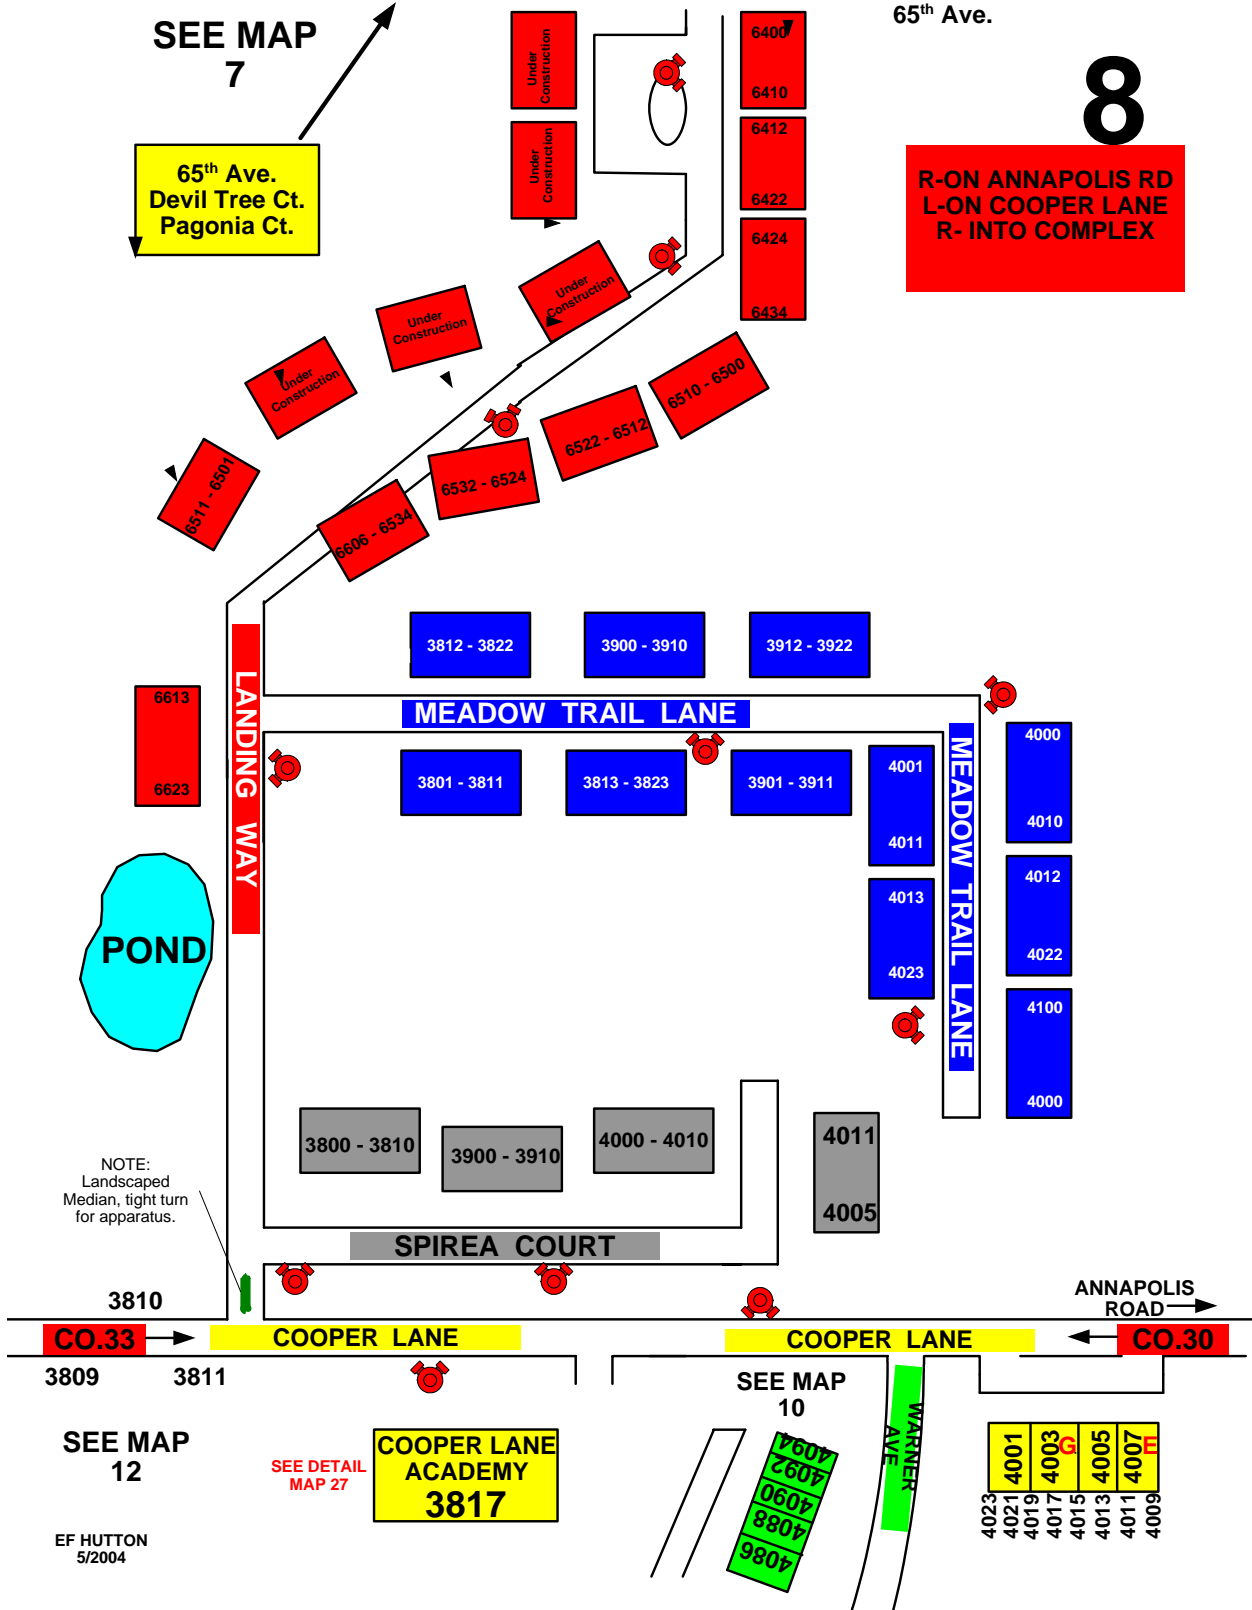 SEE MAP
7
65th Ave.
Devil Tree Ct.
Pagonia Ct.
65th Ave.
8
R-ON ANNAPOLIS RD
L-ON COOPER LANE
R- INTO COMPLEX
Under
Construction
Under
Construction
Under
Construction
Under
Construction
Under
Construction
6400
6410
6412
6422
6424
6434
6510 - 6500
6522 - 6512
6532 - 6524
6606 - 6534
6511 - 6501
6613
6623
LANDING WAY
3812 - 3822
3900 - 3910
3912 - 3922
MEADOW TRAIL LANE
3801 - 3811
3813 - 3823
3901 - 3911
4001
4011
4013
4023
MEADOW TRAIL LANE
4000
4010
4012
4022
4100
4000
POND
3800 - 3810
3900 - 3910
4000 - 4010
4011
4005
SPIREA COURT
NOTE:
Landscaped
Median, tight turn
for apparatus.
3810
ANNAPOLIS
ROAD
CO.33
COOPER LANE
COOPER LANE
CO.30
3809
3811
SEE MAP
12
SEE DETAIL
MAP 27
COOPER LANE
ACADEMY
3817
SEE MAP
10
4094
4092
4090
4088
4086
WARNER
AVE
4001
4003
G
4005
4007
E
4023
4021
4019
4017
4015
4013
4011
4009
EF HUTTON
5/2004